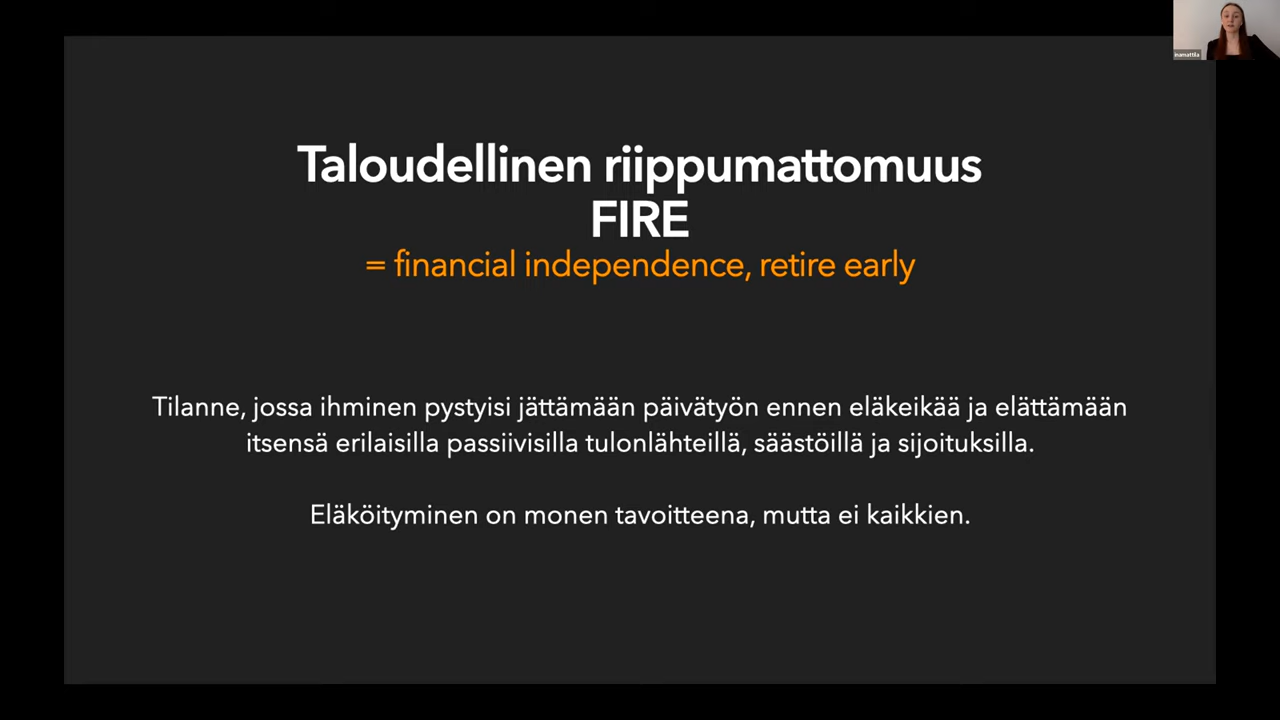 inamattila
Taloudellinen riippumattomuus
FIRE
= financial independence, retire early
Tilanne, jossa ihminen pystyisi jättämään päivätyön ennen eläkeikää ja elättämään
itsensä erilaisilla passiivisilla tulonlähteillä, säästöillä ja sijoituksilla.
Eläköityminen on monen tavoitteena, mutta ei kaikkien.